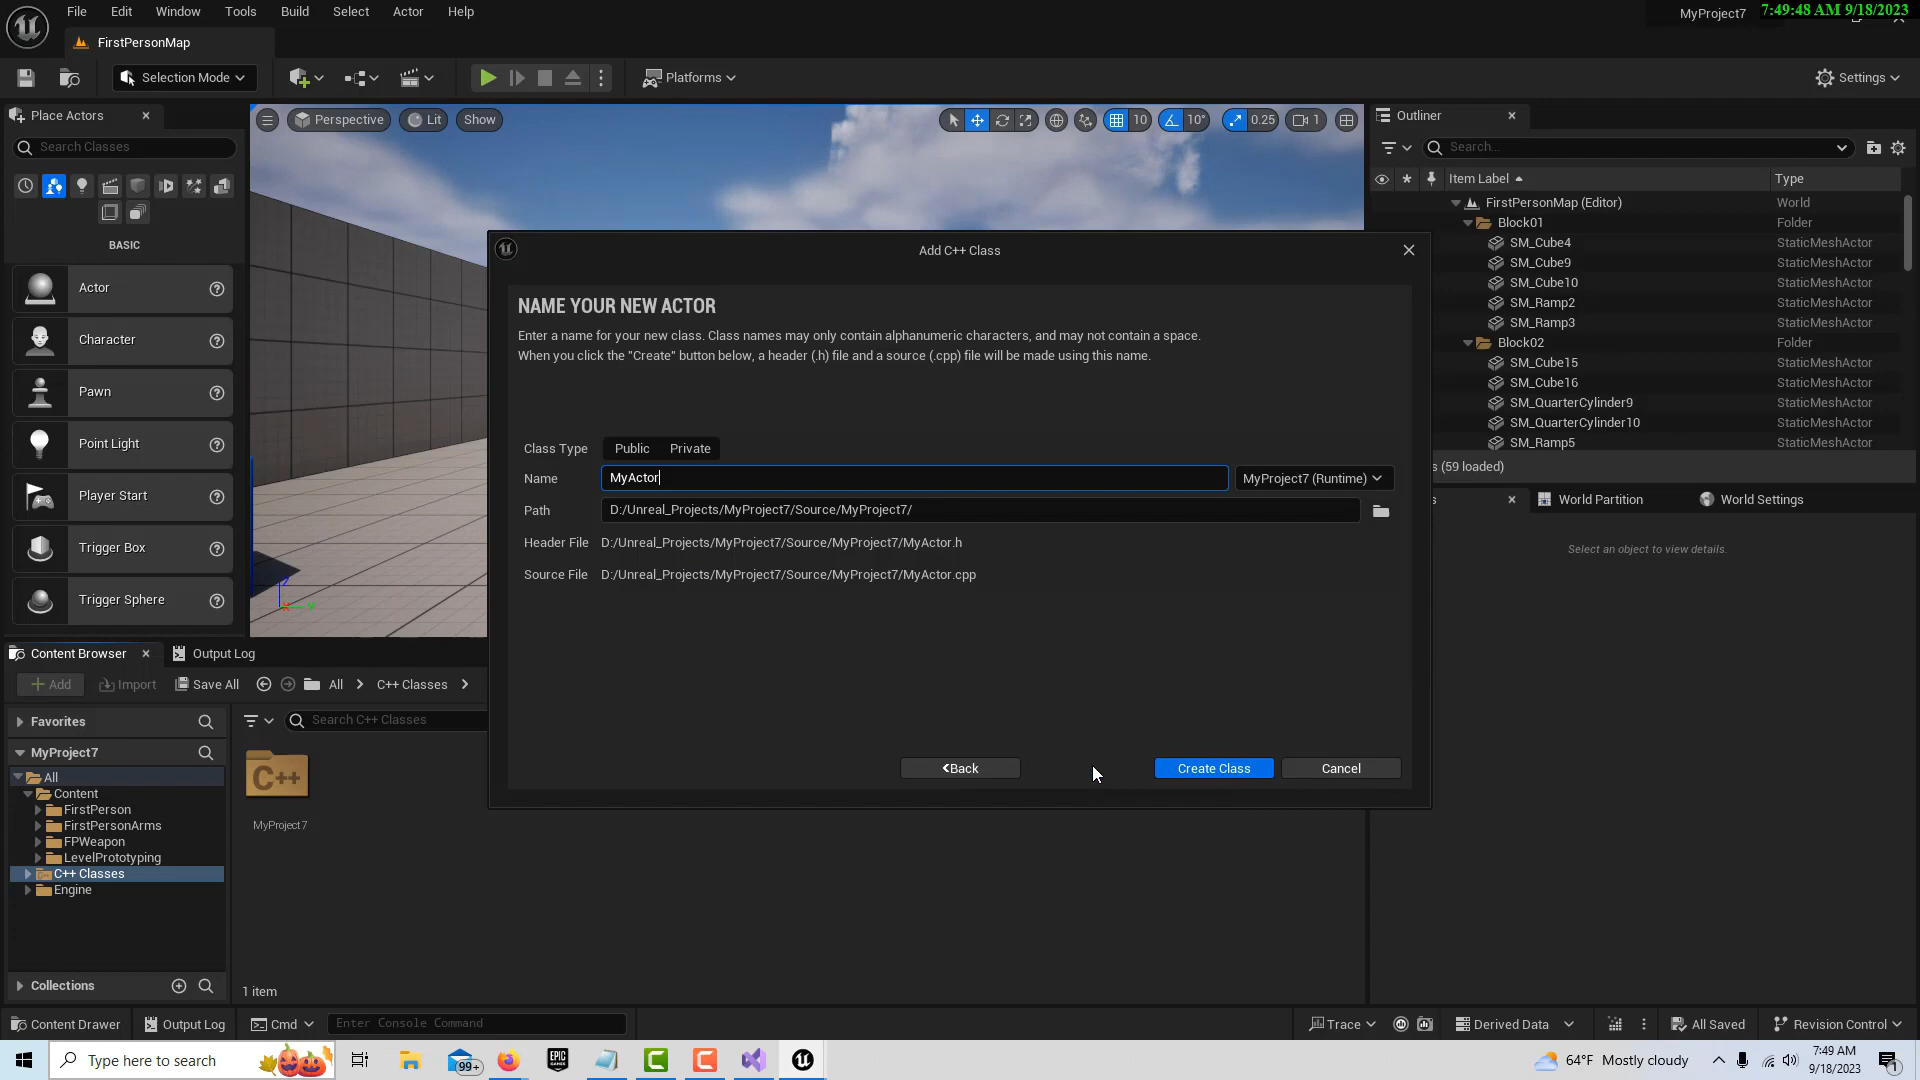 File Edit Window Tools Build Select Actor Help
MyProject7
7:49:48 AM 9/18/2023
FirstPersonMap
Selection Mode
Platforms
Settings
Place Actors
Search Classes
BASIC
Actor
Character
Pawn
Point Light
Player Start
Trigger Box
Trigger Sphere
Perspective
Lit
Show
10
10°
0.25
1
Outliner
Search...
Item Label
Type
FirstPersonMap (Editor) World
Block01 Folder
SM_Cube4 StaticMeshActor
SM_Cube9 StaticMeshActor
SM_Cube10 StaticMeshActor
SM_Ramp2 StaticMeshActor
SM_Ramp3 StaticMeshActor
Block02 Folder
SM_Cube15 StaticMeshActor
SM_Cube16 StaticMeshActor
SM_QuarterCylinder9 StaticMeshActor
SM_QuarterCylinder10 StaticMeshActor
SM_Ramp5 StaticMeshActor
(59 loaded)
World Partition
World Settings
Select an object to view details.
Add C++ Class
NAME YOUR NEW ACTOR
Enter a name for your new class. Class names may only contain alphanumeric characters, and may not contain a space.
When you click the "Create" button below, a header (.h) file and a source (.cpp) file will be made using this name.
Class Type Public Private
Name MyActor MyProject7 (Runtime)
Path D:/Unreal_Projects/MyProject7/Source/MyProject7/
Header File D:/Unreal_Projects/MyProject7/Source/MyProject7/MyActor.h
Source File D:/Unreal_Projects/MyProject7/Source/MyProject7/MyActor.cpp
<Back
Create Class
Cancel
Content Browser
Output Log
Add
Import
Save All
All
C++ Classes
Favorites
Search C++ Classes
MyProject7
All
Content
FirstPerson
FirstPersonArms
FPWeapon
LevelPrototyping
C++ Classes
Engine
C++
MyProject7
Collections
1 item
Content Drawer
Output Log
Cmd
Enter Console Command
Trace
Derived Data
All Saved
Revision Control
Type here to search
99+
EPIC GAMES
64°F Mostly cloudy
7:49 AM
9/18/2023
1